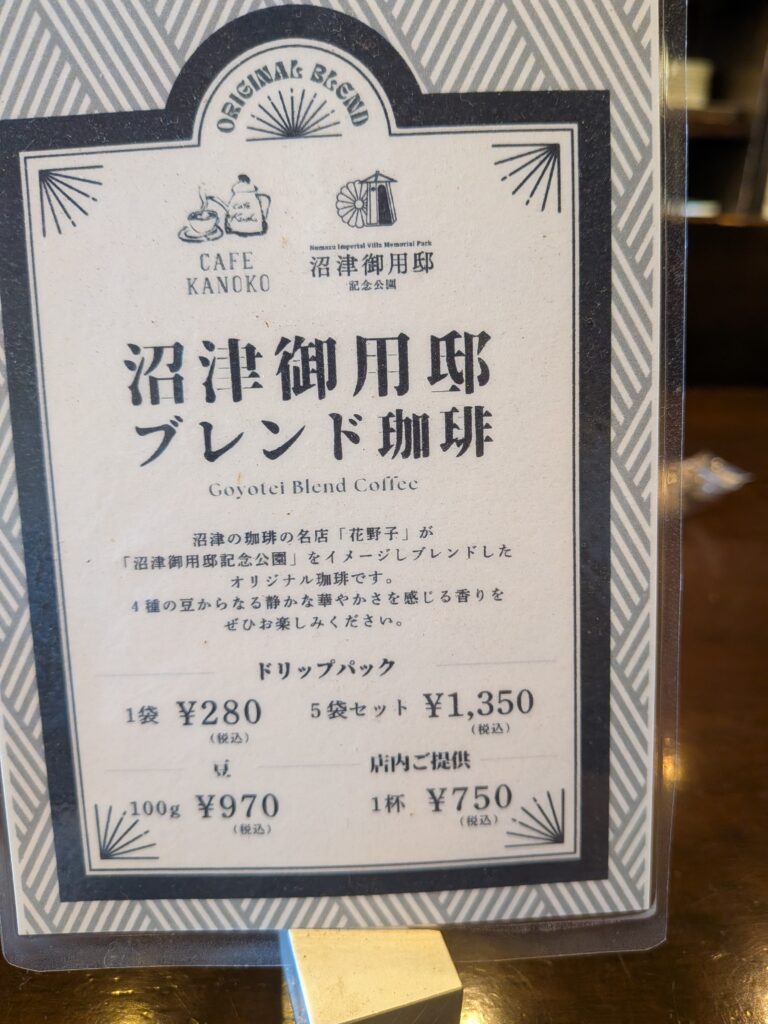 ORIGINAL BLEND
Cafe Kanoko
CAFE
KANOKO
Numazu Imperial Villa Memorial Park
沼津御用邸
記念公園
沼津御用邸
ブレンド珈琲
Goyotei Blend Coffee
沼津の珈琲の名店「花野子」が
「沼津御用邸記念公園」をイメージしブレンドした
オリジナル珈琲です。
4種の豆からなる静かな華やかさを感じる香りを
ぜひお楽しみください。
ドリップパック
1袋 ¥280 5袋セット ¥1,350
(税込) (税込)
豆 店内ご提供
100g ¥970 1杯 ¥750
(税込) (税込)